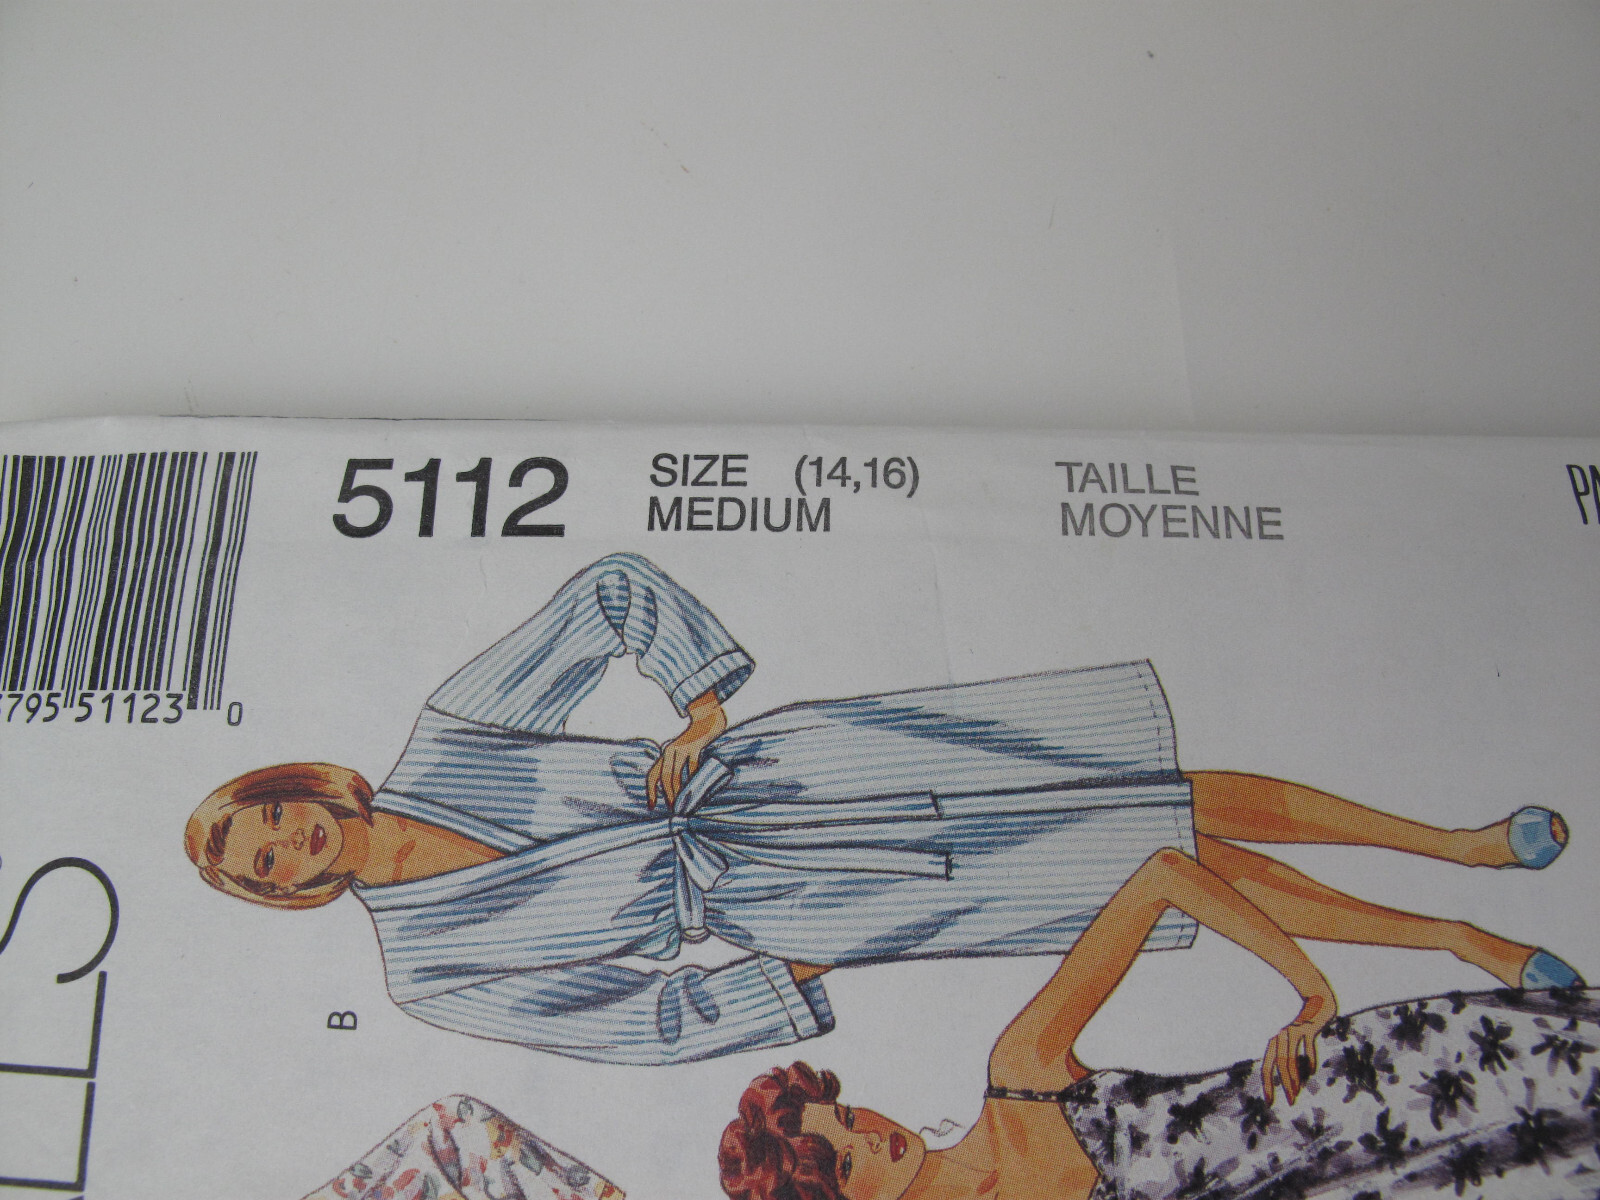 5112
SIZE (14,16)
MEDIUM
TAILLE
MOYENNE
795 51123 0
B